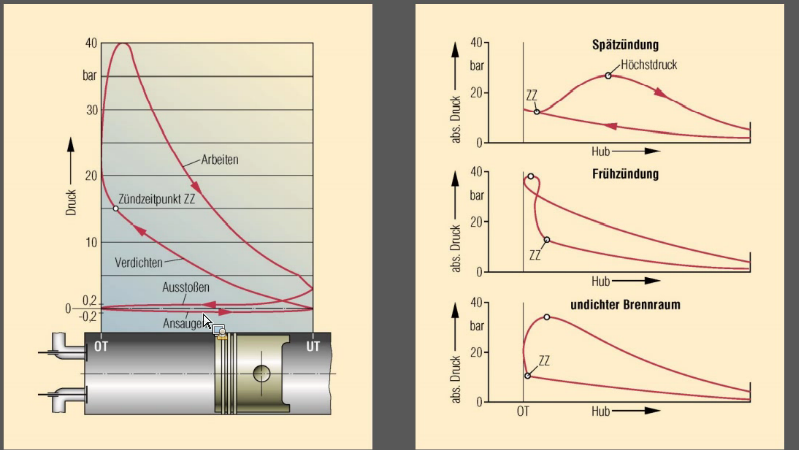 40
bar
30
20
10
0
0,2
-0,2
Druck
Arbeiten
Zündzeitpunkt ZZ
Verdichten
Ausstoßen
Ansaugen
OT
UT
Spätzündung
40
bar
20
0
abs. Druck
Höchstdruck
ZZ
Hub
Frühzündung
40
bar
20
0
abs. Druck
ZZ
Hub
undichter Brennraum
40
bar
20
0
abs. Druck
ZZ
OT
Hub